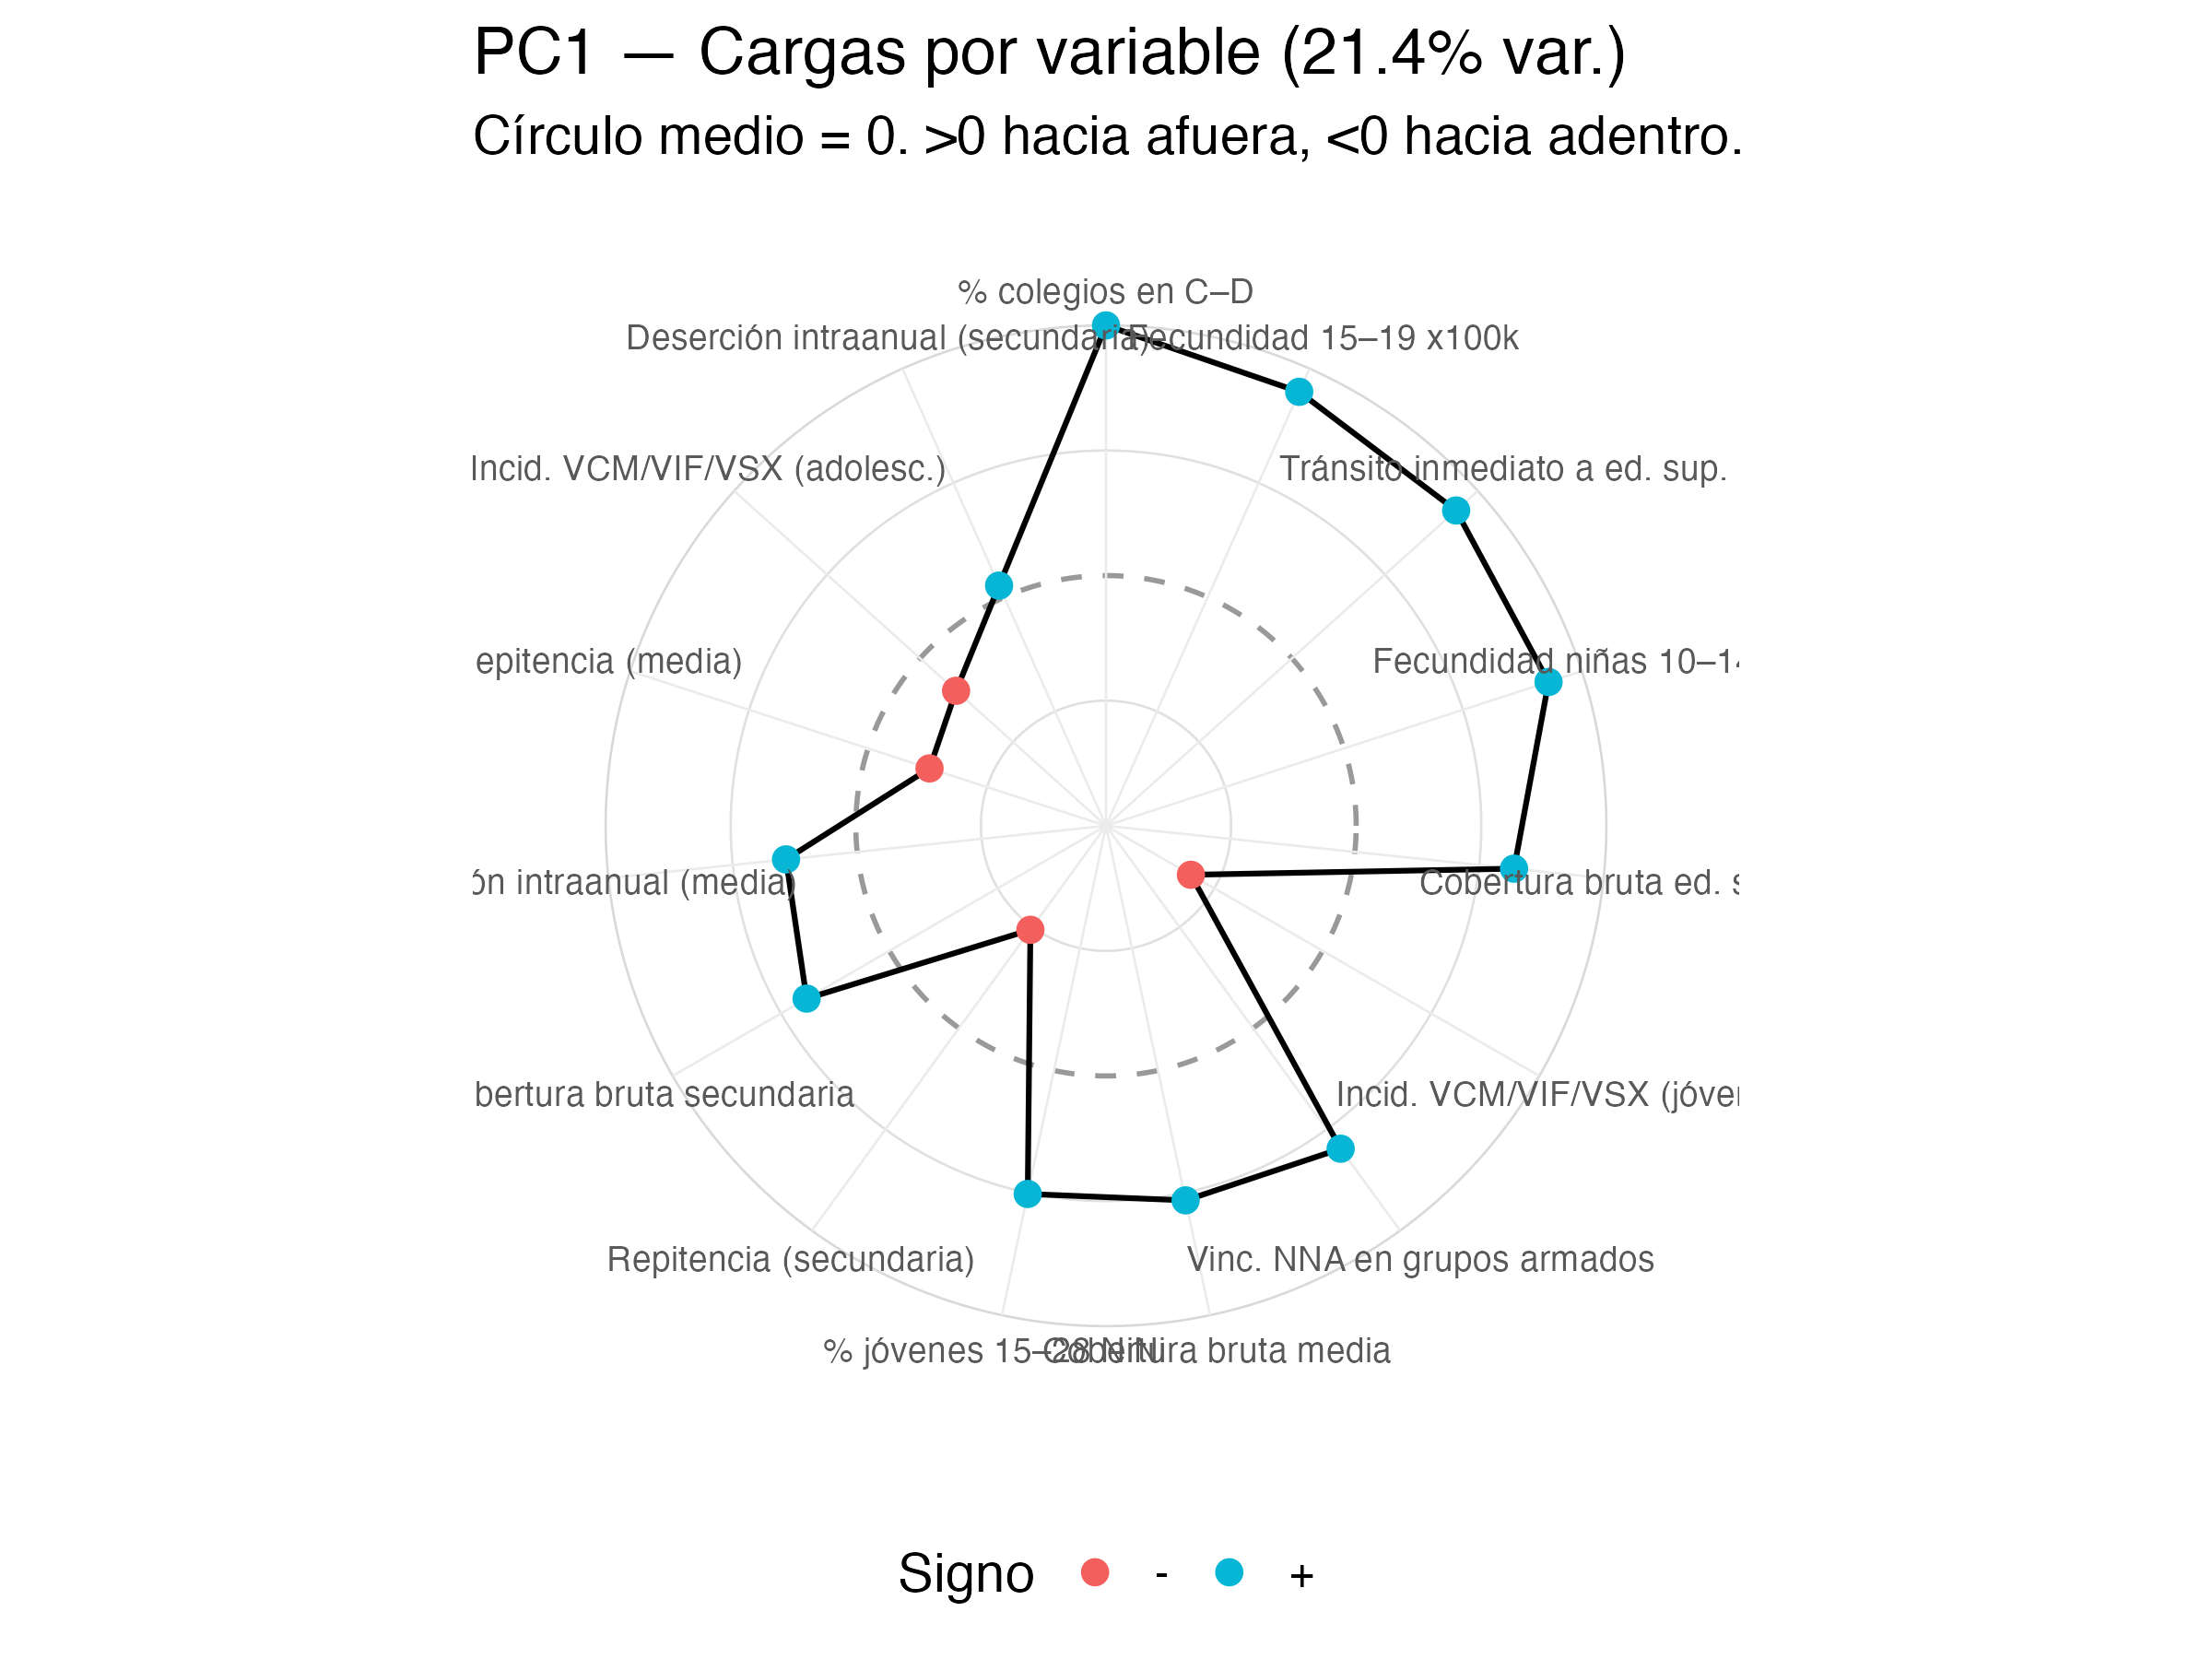 PC1 — Cargas por variable (21.4% var.)
Círculo medio = 0. >0 hacia afuera, <0 hacia adentro.
% colegios en C–D
Deserción intraanual (secundaria)
Fecundidad 15–19 x100k
Incid. VCM/VIF/VSX (adolesc.)
Tránsito inmediato a ed. sup.
epitencia (media)
Fecundidad niñas 10–14
ón intraanual (media)
Cobertura bruta ed. s
bertura bruta secundaria
Incid. VCM/VIF/VSX (jóve
Repitencia (secundaria)
Vinc. NNA en grupos armados
% jóvenes 15–28 NiNi
Cobertura bruta media
Signo - +